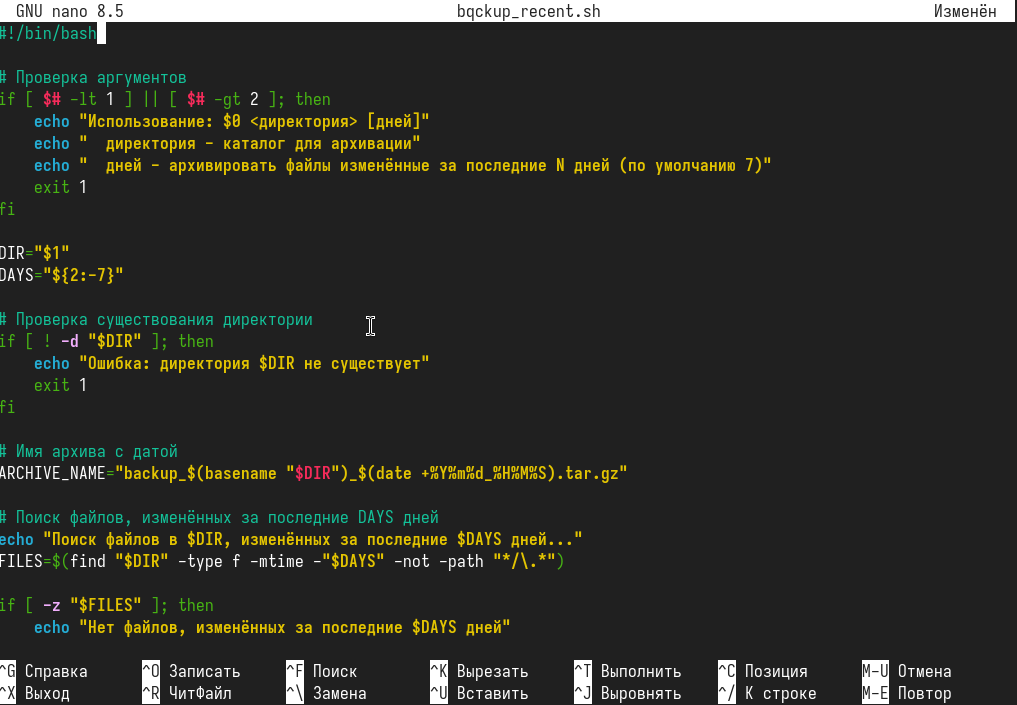 GNU nano 8.5 bqckup_recent.sh Изменён
#!/bin/bash
# Проверка аргументов
if [ $# -lt 1 ] || [ $# -gt 2 ]; then
    echo "Использование: $0 <директория> [дней]"
    echo "  директория - каталог для архивации"
    echo "  дней - архивировать файлы изменённые за последние N дней (по умолчанию 7)"
    exit 1
fi
DIR="$1"
DAYS="${2:-7}"
# Проверка существования директории
if [ ! -d "$DIR" ]; then
    echo "Ошибка: директория $DIR не существует"
    exit 1
fi
# Имя архива с датой
ARCHIVE_NAME="backup_$(basename "$DIR")_$(date +%Y%m%d_%H%M%S).tar.gz"
# Поиск файлов, изменённых за последние DAYS дней
echo "Поиск файлов в $DIR, изменённых за последние $DAYS дней..."
FILES=$(find "$DIR" -type f -mtime -"$DAYS" -not -path "*/\.*")
if [ -z "$FILES" ]; then
    echo "Нет файлов, изменённых за последние $DAYS дней"
^G Справка ^O Записать ^F Поиск ^K Вырезать ^T Выполнить ^C Позиция M-U Отмена
^X Выход ^R ЧитФайл ^\ Замена ^U Вставить ^J Выровнять ^/ К строке M-E Повтор